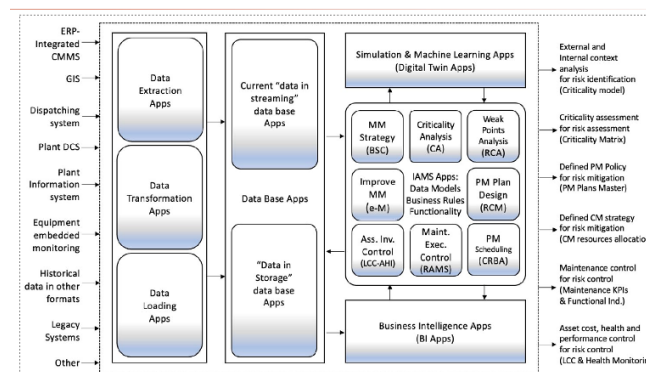 ERP-
Integrated
CMMS
GIS
Dispatching
system
Plant DCS
Plant
Information
system
Equipment
embedded
monitoring
Historical
data in other
formats
Legacy
Systems
Other
Data
Extraction
Apps
Data
Transformation
Apps
Data
Loading
Apps
Current “data in
streaming”
data base
Apps
Data Base Apps
“Data in
Storage”
data base
Apps
Simulation & Machine Learning Apps
(Digital Twin Apps)
MM
Strategy
(BSC)
Criticality
Analysis
(CA)
Weak
Points
Analysis
(RCA)
Improve
MM
(e-M)
IAMS Apps:
Data Models
Business Rules
Functionality
PM Plan
Design
(RCM)
Ass. Inv.
Control
(LCC-AHI)
Maint.
Exec.
Control
(RAMS)
PM
Scheduling
(CRBA)
Business Intelligence Apps
(BI Apps)
External and
Internal context
analysis
for risk identification
(Criticality model)
Criticality assessment
for risk assessment
(Criticality Matrix)
Defined PM Policy
for risk mitigation
(PM Plans Master)
Defined CM strategy
for risk mitigation
(CM resources allocatio
Maintenance control
for risk control
(Maintenance KPIs
& Functional Ind.)
Asset cost, health and
performance control
for risk control
(LCC & Health Monitorin